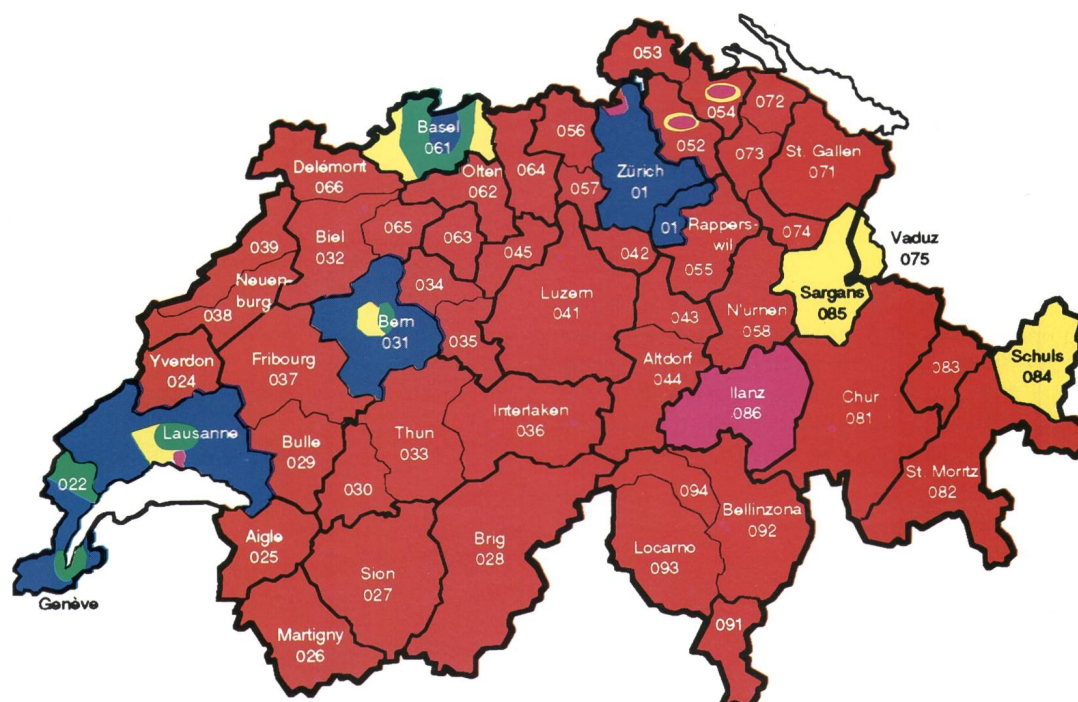 053
054
072
Basel
061
056
052
073
St. Gallen
071
Delémont
066
Olten
062
064
057
Zürich
01
01
Rappers-
wil
055
074
Vaduz
075
039
Biel
032
065
063
045
042
Neuen-
burg
038
034
Luzern
041
043
N'urnen
058
Sargans
085
Bern
031
035
Yverdon
024
Fribourg
037
Altdorf
044
Ilanz
086
Chur
081
083
Schuls
084
Lausanne
022
Bulle
029
Thun
033
Interlaken
036
030
094
Bellinzona
092
St. Moritz
082
Aigle
025
Sion
027
Brig
028
Locarno
093
Genève
Martigny
026
091